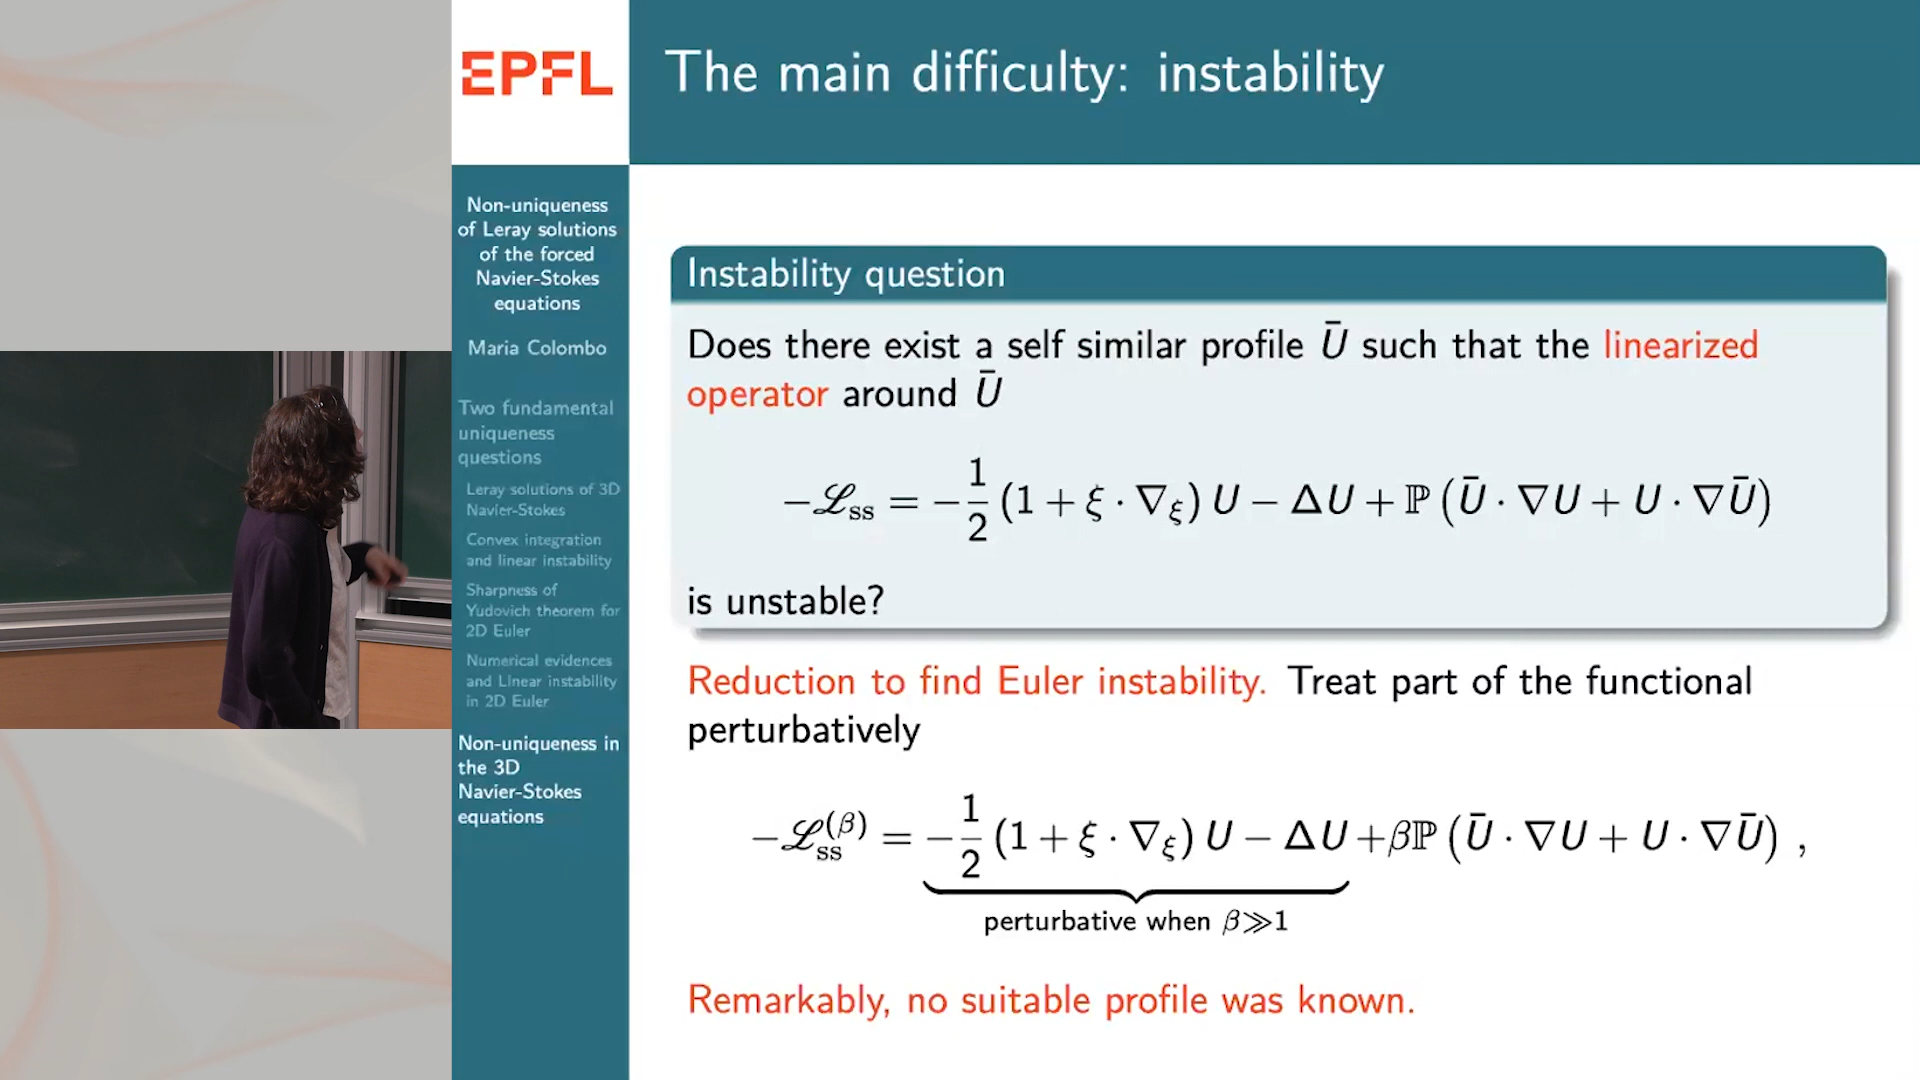 EPFL
The main difficulty: instability
Non-uniqueness
of Leray solutions
of the forced
Navier-Stokes
equations
Maria Colombo
Two fundamental
uniqueness
questions
Leray solutions of 3D
Navier-Stokes
Convex integration
and linear instability
Sharpness of
Yudovich theorem for
2D Euler
Numerical evidences
and LInear instability
in 2D Euler
Non-uniqueness in
the 3D
Navier-Stokes
equations
Instability question
Does there exist a self similar profile Ū such that the linearized
operator around Ū
−ℒ_ss = −1/2 (1 + ξ · ∇_ξ) U − ΔU + ℙ (Ū · ∇U + U · ∇Ū)
is unstable?
Reduction to find Euler instability. Treat part of the functional
perturbatively
−ℒ_ss^(β) = −1/2 (1 + ξ · ∇_ξ) U − ΔU +βℙ (Ū · ∇U + U · ∇Ū) ,
perturbative when β≫1
Remarkably, no suitable profile was known.